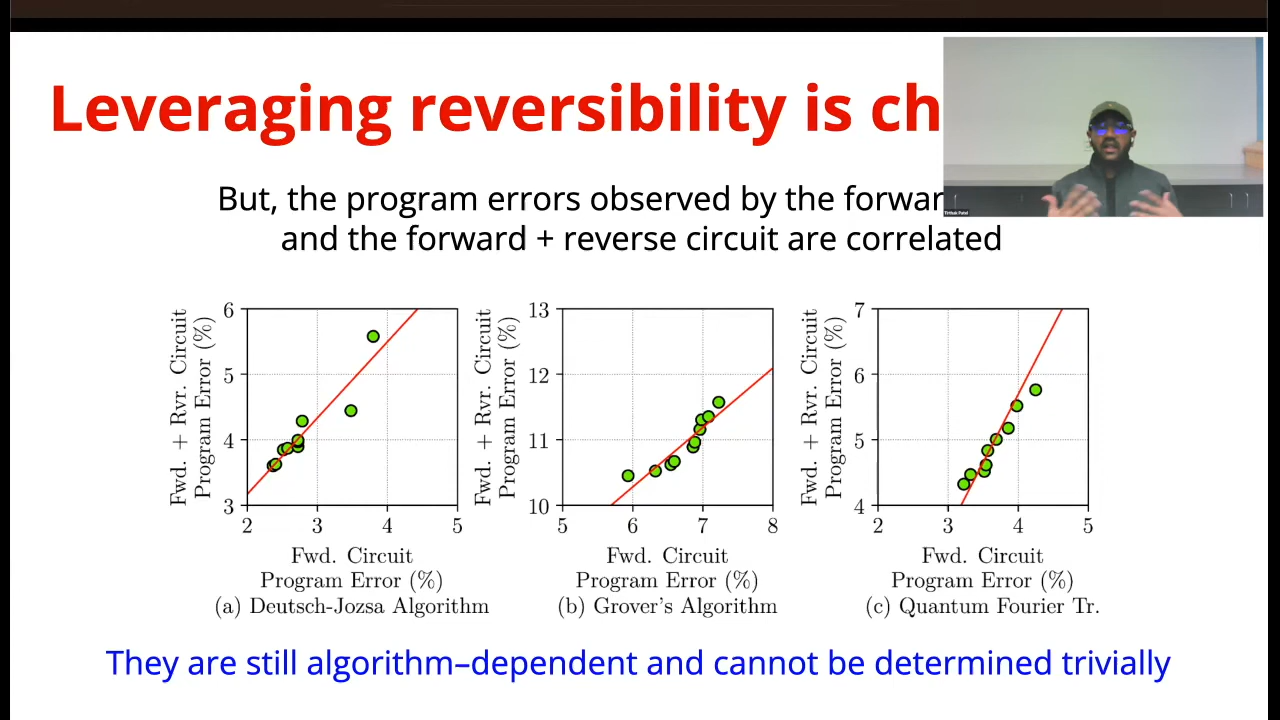 Leveraging reversibility is ch
But, the program errors observed by the forwar
and the forward + reverse circuit are correlated
Tirthak Patel
Fwd. + Rvr. Circuit
Program Error (%)
6
5
4
3
2 3 4 5
Fwd. Circuit
Program Error (%)
(a) Deutsch-Jozsa Algorithm
Fwd. + Rvr. Circuit
Program Error (%)
13
12
11
10
5 6 7 8
Fwd. Circuit
Program Error (%)
(b) Grover's Algorithm
Fwd. + Rvr. Circuit
Program Error (%)
7
6
5
4
2 3 4 5
Fwd. Circuit
Program Error (%)
(c) Quantum Fourier Tr.
They are still algorithm–dependent and cannot be determined trivially